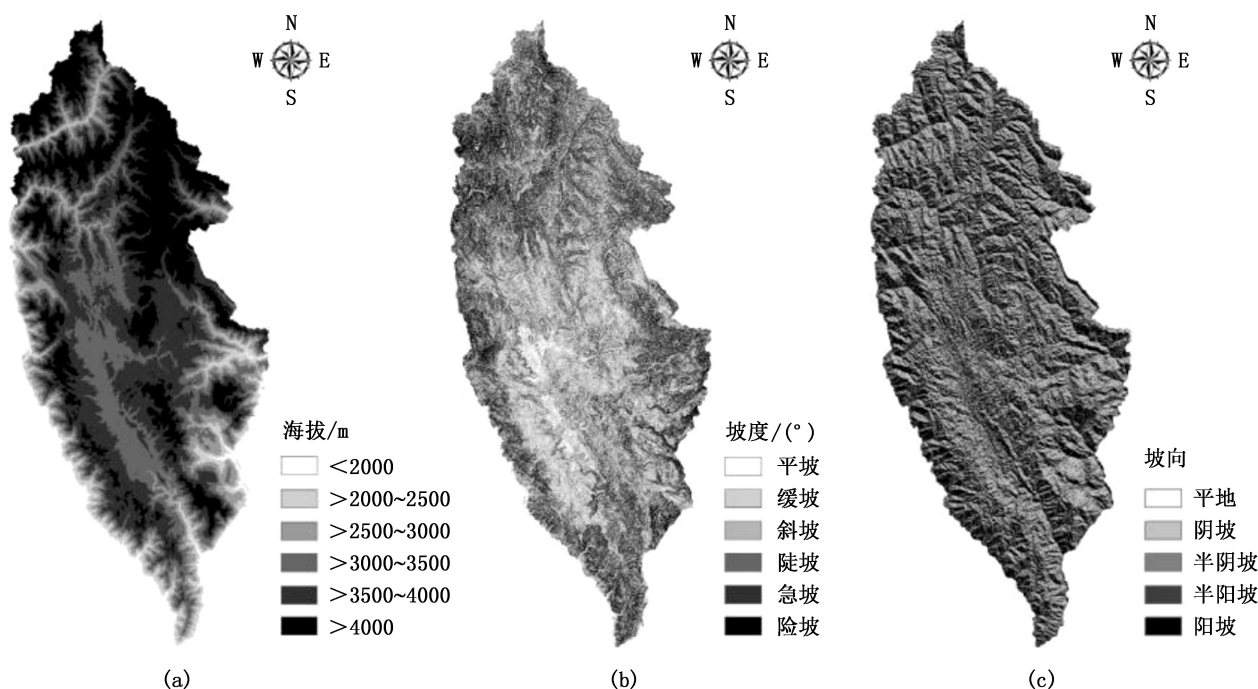 N
W E
S
N
W E
S
N
W E
S
海拔/m
<2000
>2000~2500
>2500~3000
>3000~3500
>3500~4000
>4000
(a)
坡度/(°)
平坡
缓坡
斜坡
陡坡
急坡
险坡
(b)
坡向
平地
阴坡
半阴坡
半阳坡
阳坡
(c)